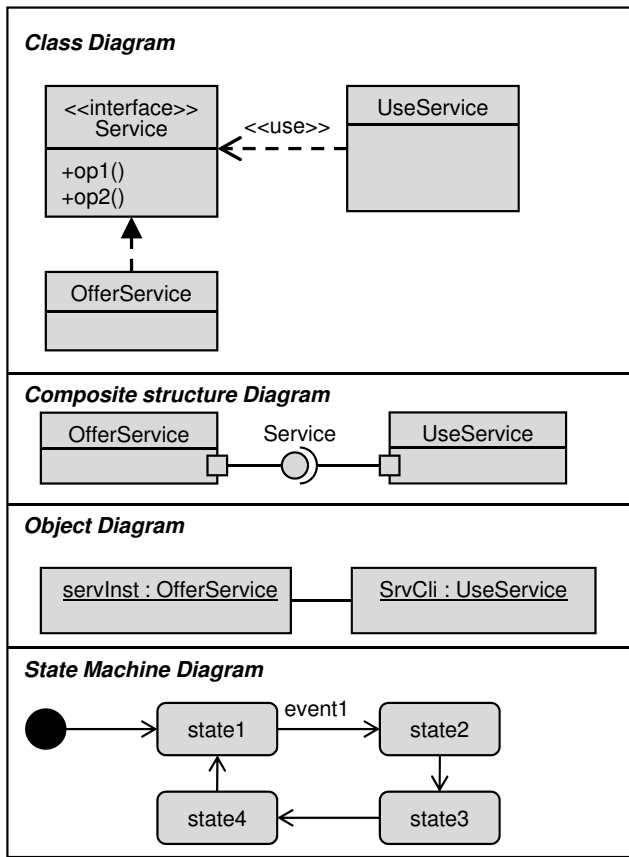 Class Diagram
<<interface>>
Service
+op1()
+op2()
<<use>>
UseService
OfferService
Composite structure Diagram
OfferService
Service
UseService
Object Diagram
servInst : OfferService
SrvCli : UseService
State Machine Diagram
state1
event1
state2
state4
state3